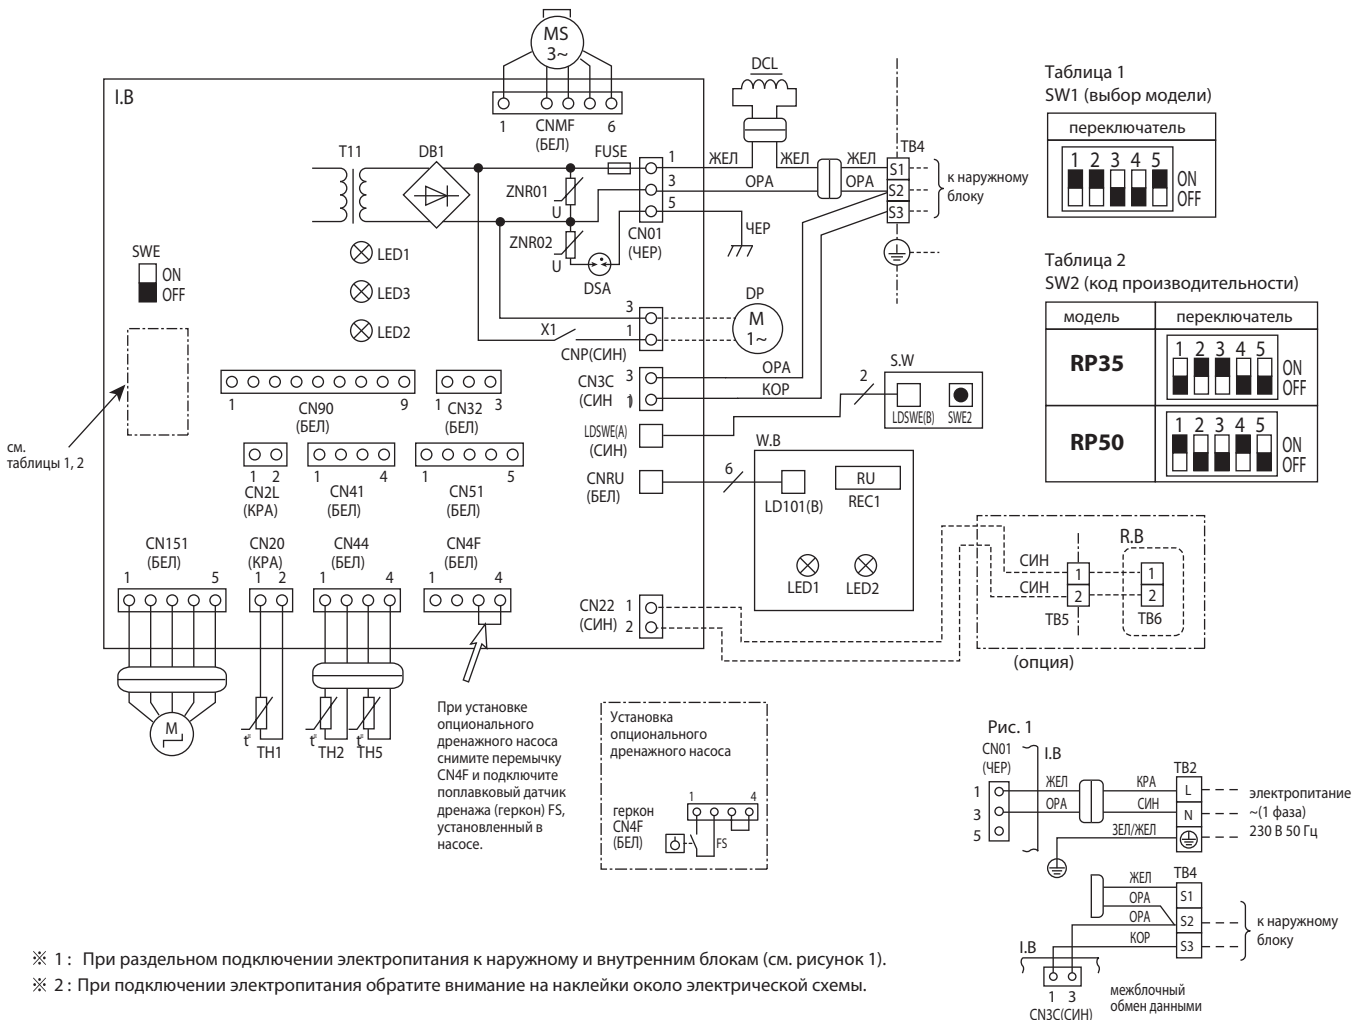 MS
3~
I.B
1 CNMF 6
(БЕЛ)
DCL
T11
DB1
FUSE
ZNR01
U
ZNR02
U
DSA
1
3
5
CN01
(ЧЕР)
ЖЕЛ
ЖЕЛ
ЖЕЛ
ОРА
ОРА
ЧЕР
TB4
S1
S2
S3
к наружному
блоку
SWE
ON
OFF
LED1
LED3
LED2
X1
3
1
CNP(СИН)
DP
M
1~
CN3C
(СИН)
3
1
ОРА
КОР
LDSWE(A)
(СИН)
2
S.W
LDSWE(B)
SWE2
CNRU
(БЕЛ)
6
W.B
LD101(B)
RU
REC1
LED1
LED2
см.
таблицы 1, 2
1 9
CN90
(БЕЛ)
1 3
CN32
(БЕЛ)
1 2
CN2L
(КРА)
1 4
CN41
(БЕЛ)
1 5
CN51
(БЕЛ)
CN151
(БЕЛ)
1 5
M
CN20
(КРА)
1 2
t°
TH1
CN44
(БЕЛ)
1 4
t°
TH2
t°
TH5
CN4F
(БЕЛ)
1 4
CN22
(СИН)
1
2
СИН
СИН
1
2
TB5
R.B
1
2
TB6
(опция)
При установке
опционального
дренажного насоса
снимите перемычку
CN4F и подключите
поплавковый датчик
дренажа (геркон) FS,
установленный в
насосе.
Установка
опционального
дренажного насоса
1 4
геркон
CN4F
(БЕЛ)
FS
Таблица 1
SW1 (выбор модели)
переключатель
1 2 3 4 5
ON
OFF
Таблица 2
SW2 (код производительности)
модель переключатель
RP35
1 2 3 4 5
ON
OFF
RP50
1 2 3 4 5
ON
OFF
Рис. 1
CN01
(ЧЕР)
I.B
1
3
5
ЖЕЛ
ОРА
КРА
СИН
ЗЕЛ/ЖЕЛ
TB2
L
N
электропитание
~(1 фаза)
230 В 50 Гц
TB4
ЖЕЛ
ОРА
ОРА
КОР
S1
S2
S3
к наружному
блоку
I.B
1 3
CN3C(СИН)
межблочный
обмен данными
※ 1 : При раздельном подключении электропитания к наружному и внутренним блокам (см. рисунок 1).
※ 2 : При подключении электропитания обратите внимание на наклейки около электрической схемы.